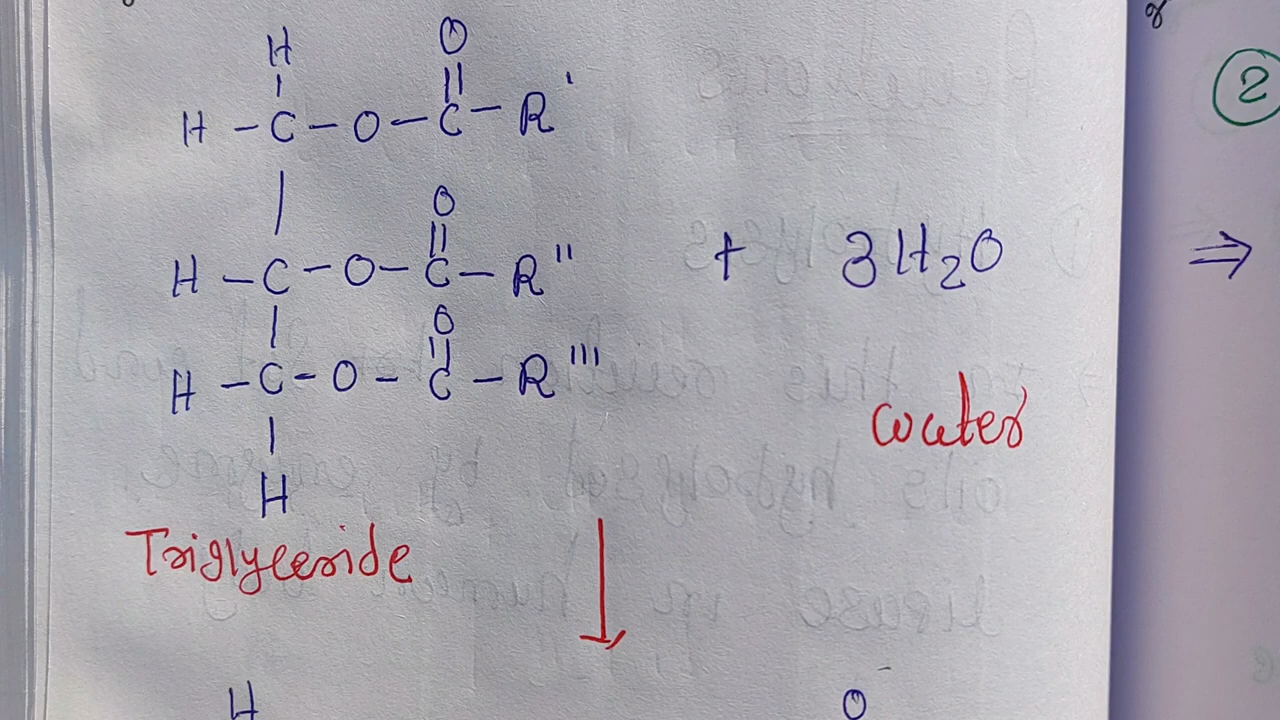 H
H - C - O - C - R'
O
H - C - O - C - R''
O
H - C - O - C - R'''
O
H
+ 3H2O ⇒
water
Triglyceride
↓
H
O
2